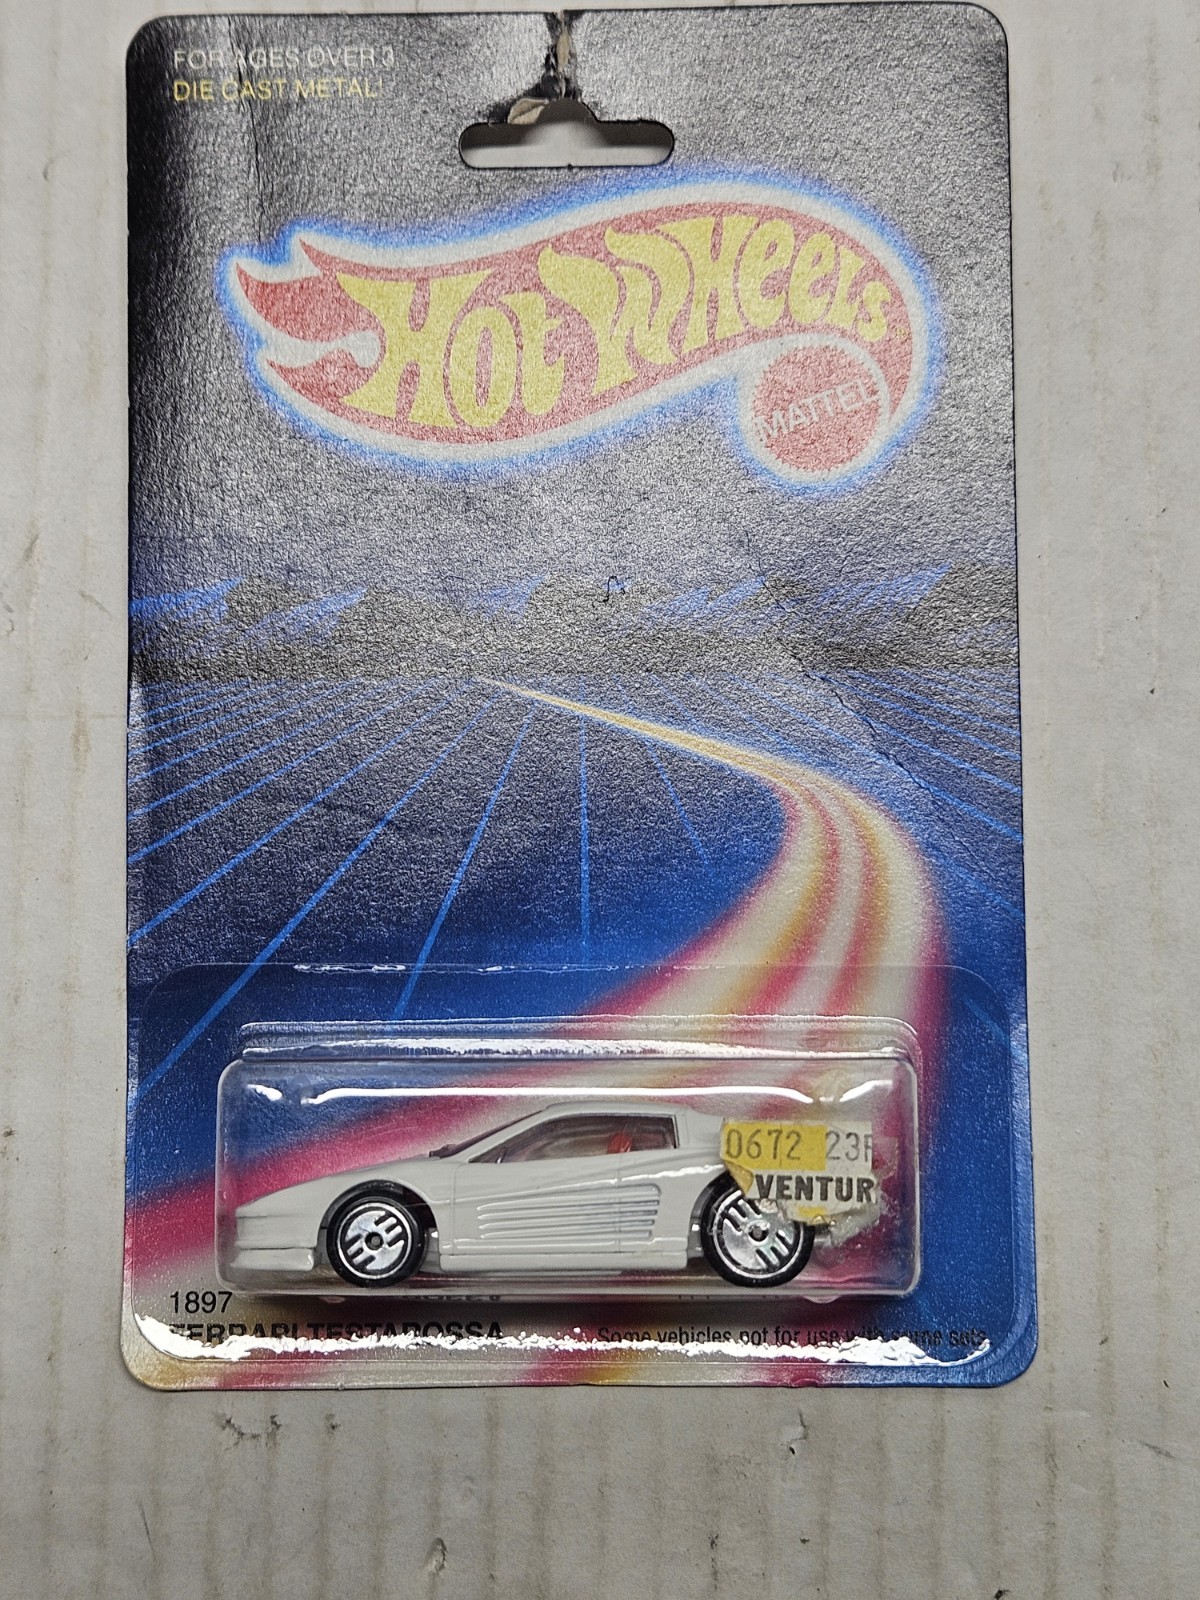 FOR AGES OVER 3
DIE CAST METAL!
HOT WHEELS
MATTEL
0672 23F
VENTUR
1897
FERRARI TESTAROSSA
Some vehicles not for use with some sets.